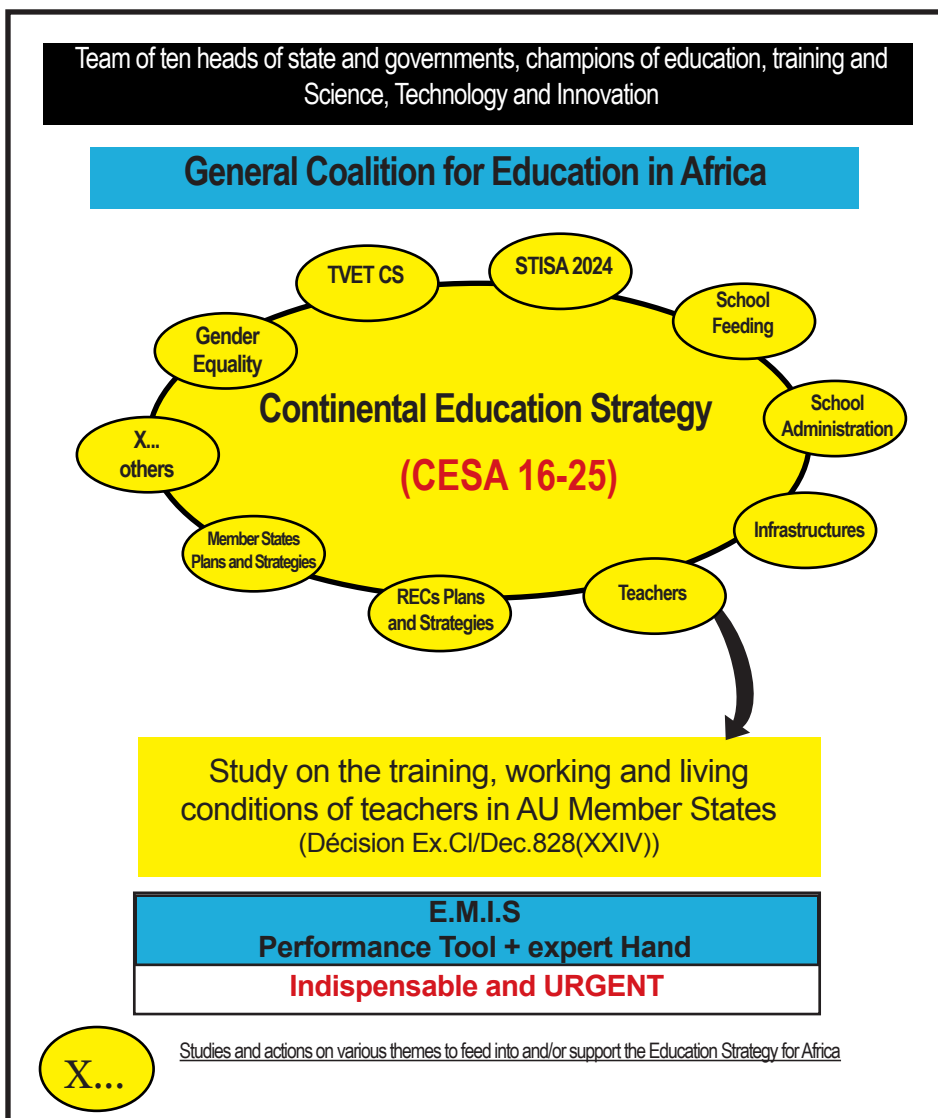 Team of ten heads of state and governments, champions of education, training and
Science, Technology and Innovation
General Coalition for Education in Africa
TVET CS
STISA 2024
School
Feeding
Gender
Equality
Continental Education Strategy
(CESA 16-25)
School
Administration
X...
others
Infrastructures
Member States
Plans and Strategies
Teachers
RECs Plans
and Strategies
Study on the training, working and living
conditions of teachers in AU Member States
(Décision Ex.Cl/Dec.828(XXIV))
E.M.I.S
Performance Tool + expert Hand
Indispensable and URGENT
X...
Studies and actions on various themes to feed into and/or support the Education Strategy for Africa